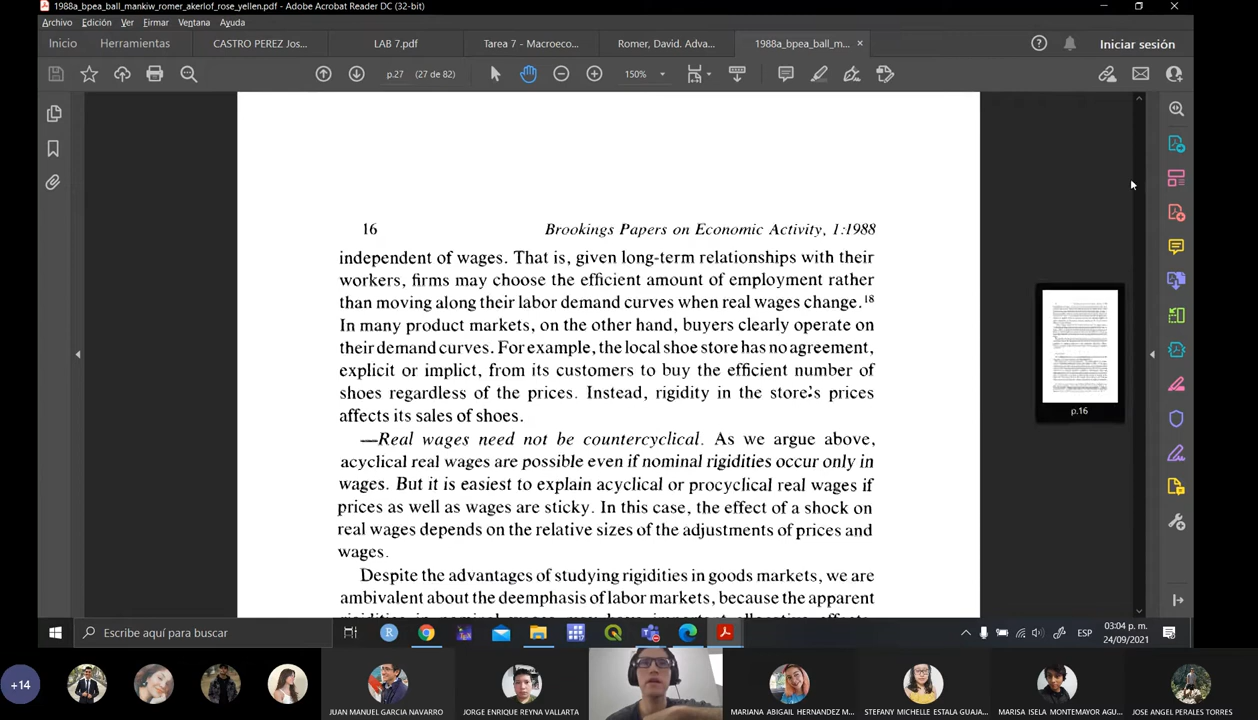 1988a_bpea_ball_mankiw_romer_akerlof_rose_yellen.pdf - Adobe Acrobat Reader DC (32-bit)
Archivo Edición Ver Firmar Ventana Ayuda
Inicio Herramientas CASTRO PEREZ Jos... LAB 7.pdf Tarea 7 - Macroeco... Romer, David. Adva... 1988a_bpea_ball_m... × Iniciar sesión
p.27 (27 de 82) 150%
16 Brookings Papers on Economic Activity, 1:1988
independent of wages. That is, given long-term relationships with their
workers, firms may choose the efficient amount of employment rather
than moving along their labor demand curves when real wages change.18
In many product markets, on the other hand, buyers clearly operate on
their demand curves. For example, the local shoe store has no agreement,
explicit or implict, from its customers to buy the efficient number of
shoes regardless of the prices. Instead, rigidity in the store's prices
affects its sales of shoes.
—Real wages need not be countercyclical. As we argue above,
acyclical real wages are possible even if nominal rigidities occur only in
wages. But it is easiest to explain acyclical or procyclical real wages if
prices as well as wages are sticky. In this case, the effect of a shock on
real wages depends on the relative sizes of the adjustments of prices and
wages.
Despite the advantages of studying rigidities in goods markets, we are
ambivalent about the deemphasis of labor markets, because the apparent
p.16
Escribe aquí para buscar
ESP
03:04 p. m.
24/09/2021
+14
JUAN MANUEL GARCIA NAVARRO
JORGE ENRIQUE REYNA VALLARTA
MARIANA ABIGAIL HERNANDEZ M...
STEFANY MICHELLE ESTALA GUAJA...
MARISA ISELA MONTEMAYOR AGU...
JOSE ANGEL PERALES TORRES